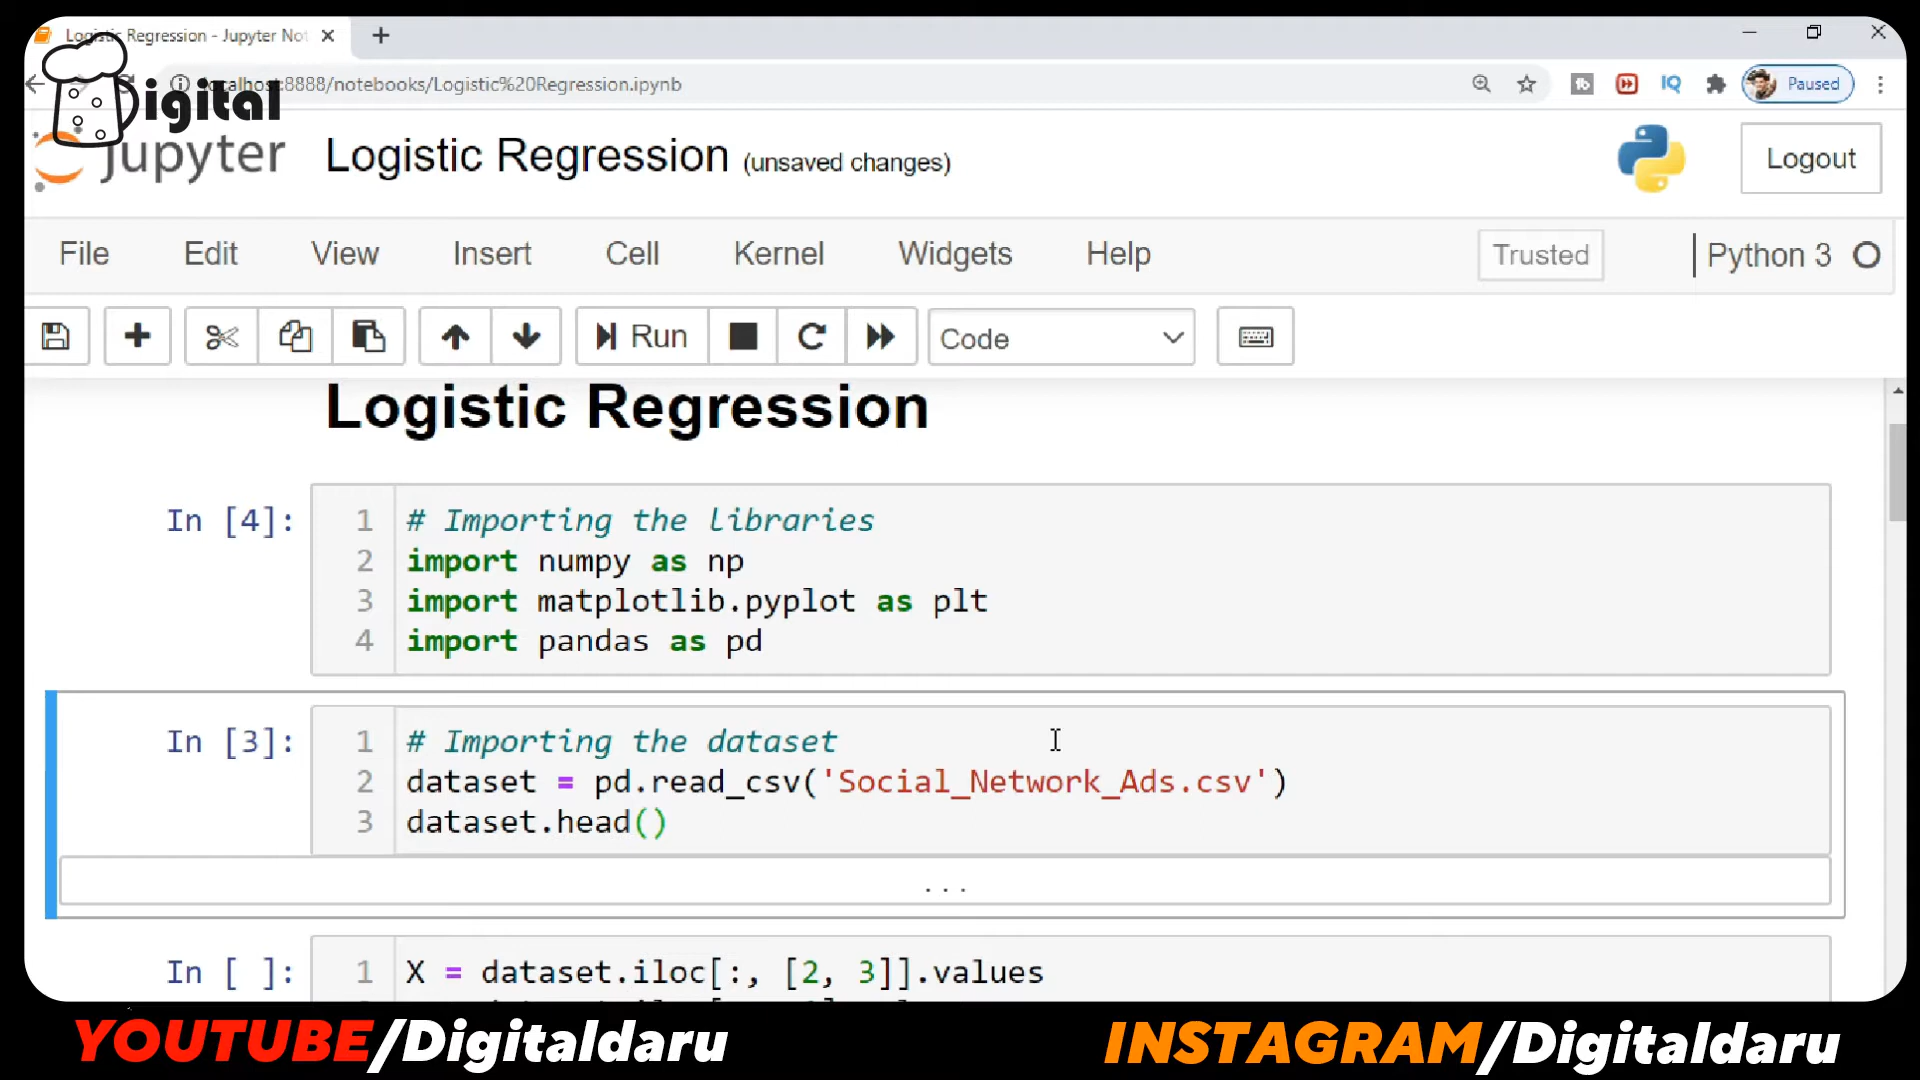 Logistic Regression - Jupyter Not
localhost:8888/notebooks/Logistic%20Regression.ipynb
Paused
Digital
jupyter Logistic Regression (unsaved changes)
Logout
File Edit View Insert Cell Kernel Widgets Help
Trusted
Python 3
Run
Code
Logistic Regression
In [4]:
1 # Importing the libraries
2 import numpy as np
3 import matplotlib.pyplot as plt
4 import pandas as pd
In [3]:
1 # Importing the dataset
2 dataset = pd.read_csv('Social_Network_Ads.csv')
3 dataset.head()
...
In [ ]:
1 X = dataset.iloc[:, [2, 3]].values
YOUTUBE/Digitaldaru
INSTAGRAM/Digitaldaru